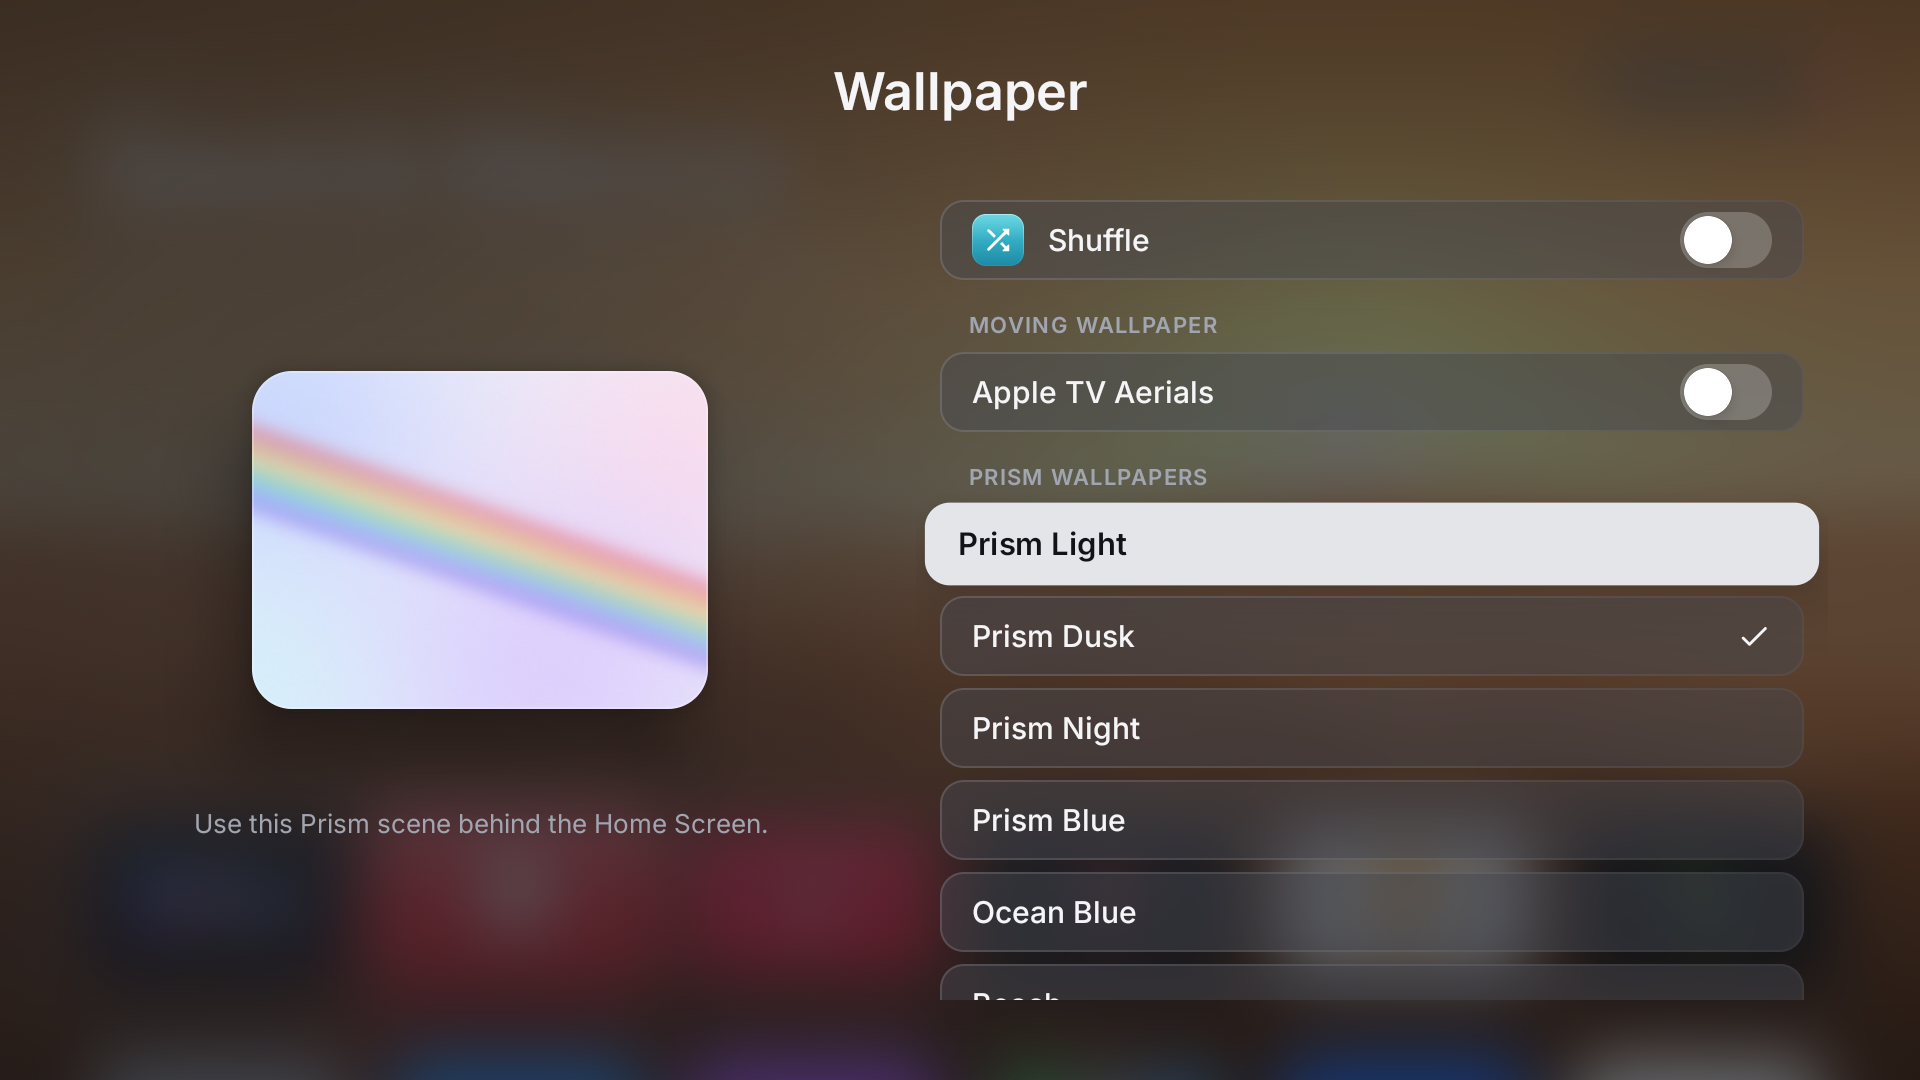 Wallpaper
Shuffle
MOVING WALLPAPER
Apple TV Aerials
PRISM WALLPAPERS
Prism Light
Prism Dusk
Prism Night
Prism Blue
Use this Prism scene behind the Home Screen.
Ocean Blue